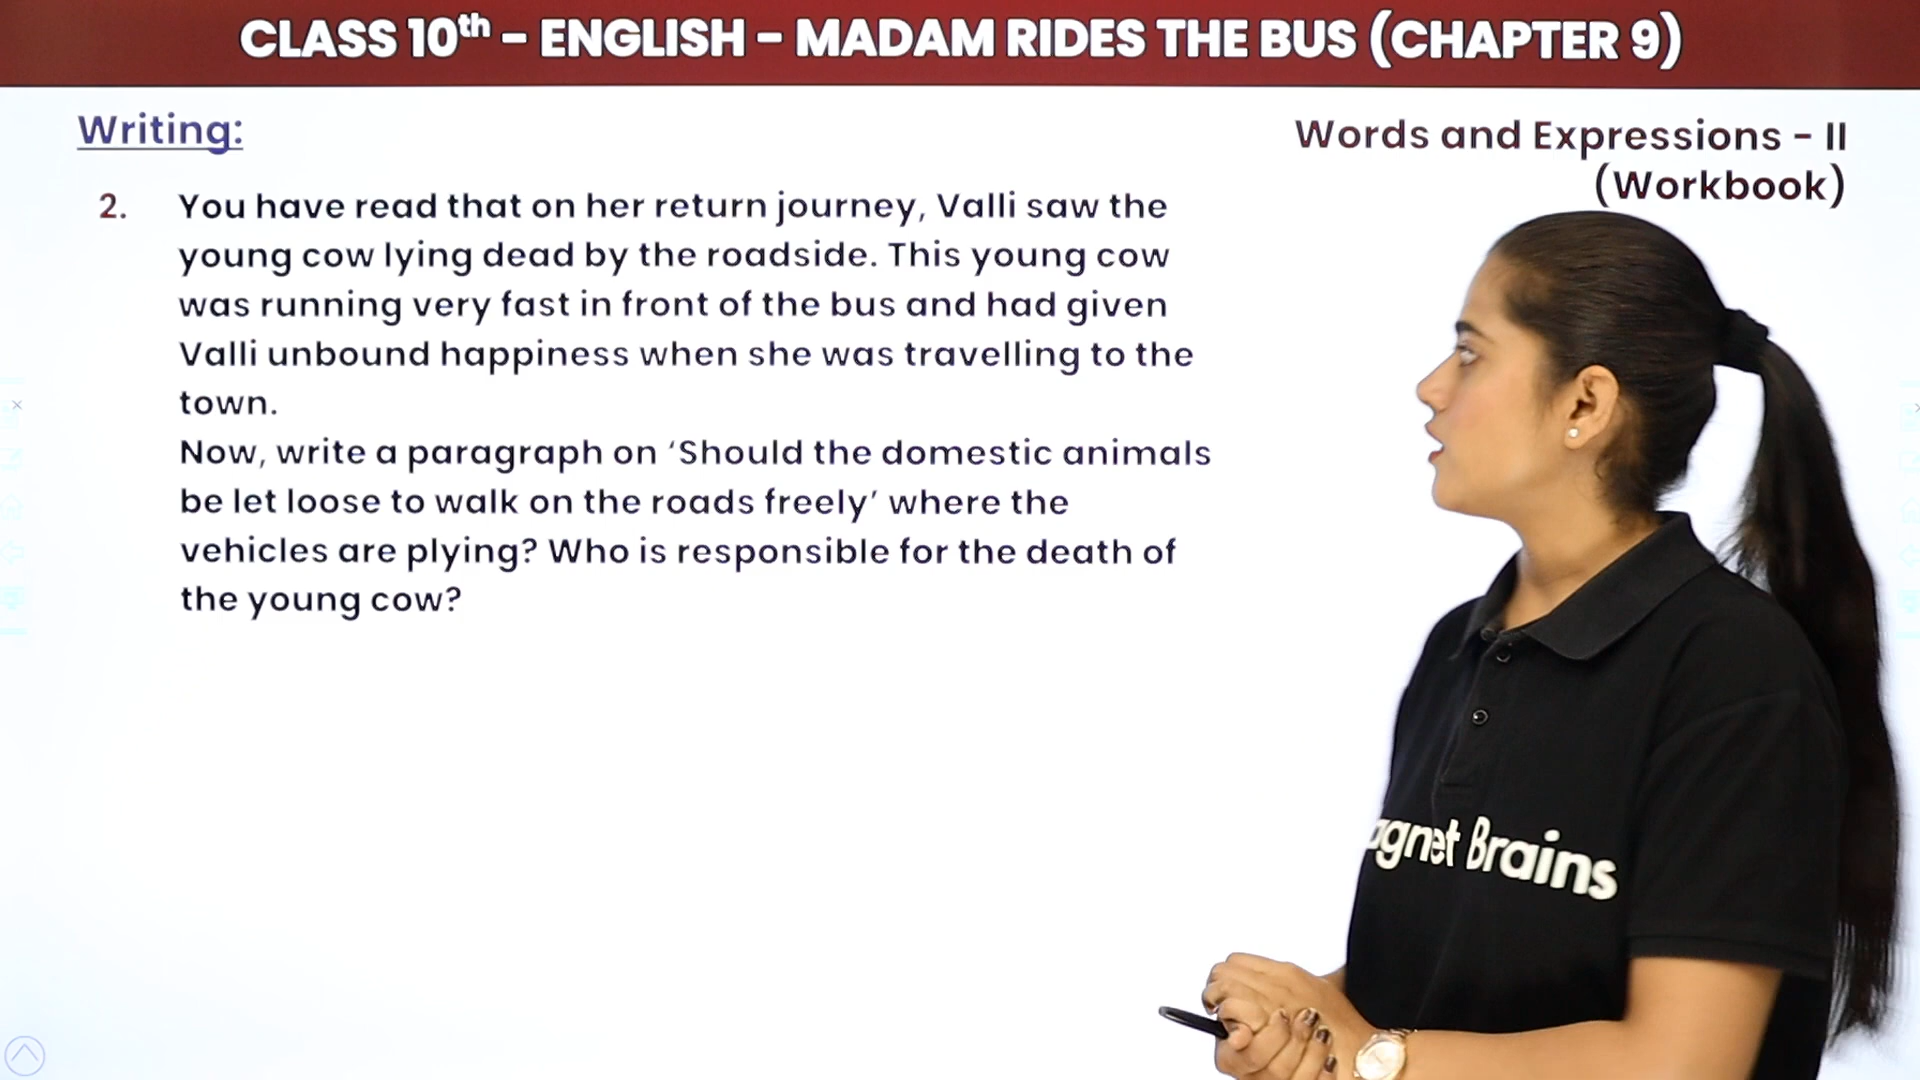 CLASS 10th – ENGLISH – MADAM RIDES THE BUS (CHAPTER 9)
Writing:
Words and Expressions – II
(Workbook)
2. You have read that on her return journey, Valli saw the
young cow lying dead by the roadside. This young cow
was running very fast in front of the bus and had given
Valli unbound happiness when she was travelling to the
town.
Now, write a paragraph on ‘Should the domestic animals
be let loose to walk on the roads freely’ where the
vehicles are plying? Who is responsible for the death of
the young cow?
agnet Brains